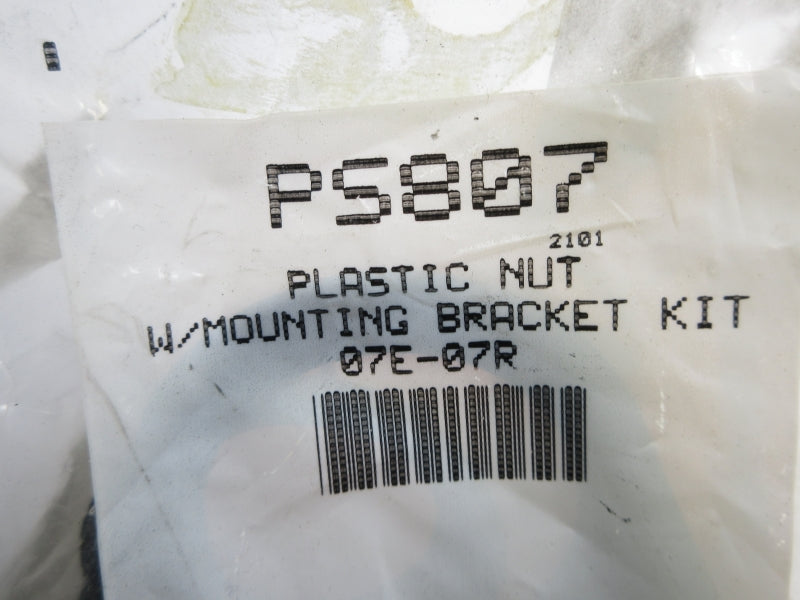 PS807
2101
PLASTIC NUT
W/MOUNTING BRACKET KIT
07E-07R